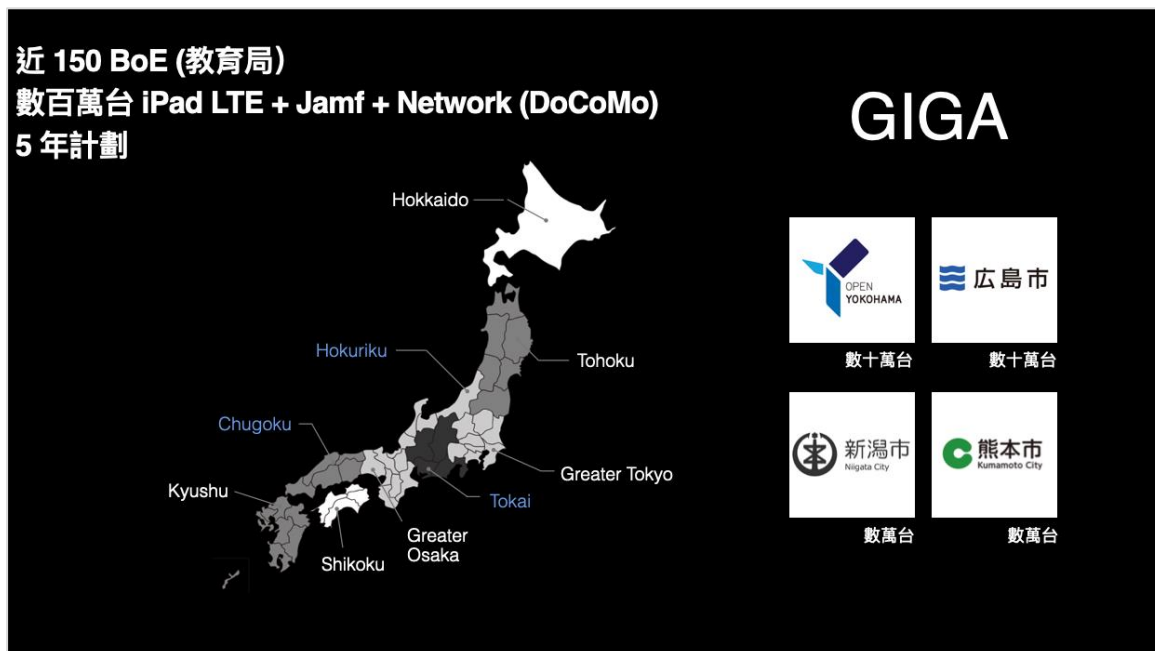 近 150 BoE (教育局）
數百萬台 iPad LTE + Jamf + Network (DoCoMo)
5 年計劃
GIGA
Hokkaido
Hokuriku
Tohoku
Chugoku
Kyushu
Greater Tokyo
Tokai
Greater
Osaka
Shikoku
OPEN
YOKOHAMA
数十萬台
広島市
數十萬台
新潟市
Niigata City
數萬台
熊本市
Kumamoto City
數萬台